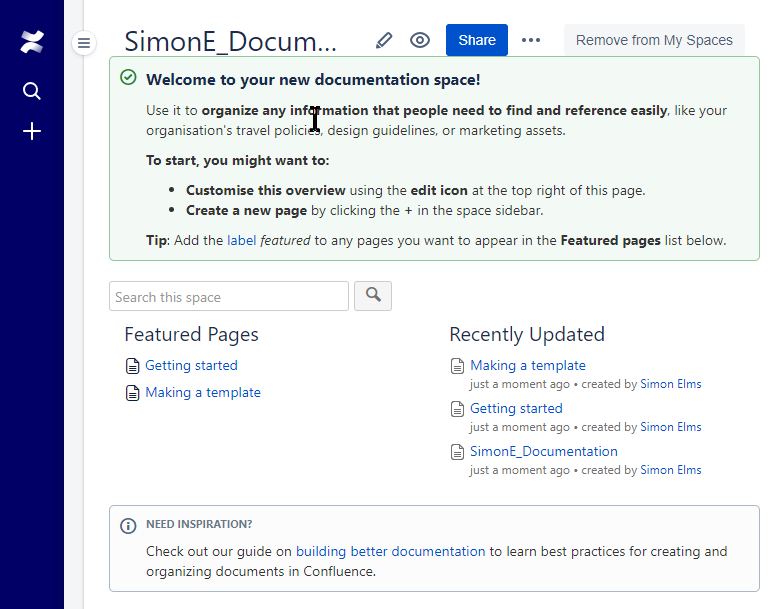 SimonE_Docum...
Share
Remove from My Spaces
Welcome to your new documentation space!
Use it to organize any information that people need to find and reference easily, like your
organisation's travel policies, design guidelines, or marketing assets.
To start, you might want to:
• Customise this overview using the edit icon at the top right of this page.
• Create a new page by clicking the + in the space sidebar.
Tip: Add the label featured to any pages you want to appear in the Featured pages list below.
Search this space
Featured Pages
Getting started
Making a template
Recently Updated
Making a template
just a moment ago • created by Simon Elms
Getting started
just a moment ago • created by Simon Elms
SimonE_Documentation
just a moment ago • created by Simon Elms
NEED INSPIRATION?
Check out our guide on building better documentation to learn best practices for creating and
organizing documents in Confluence.